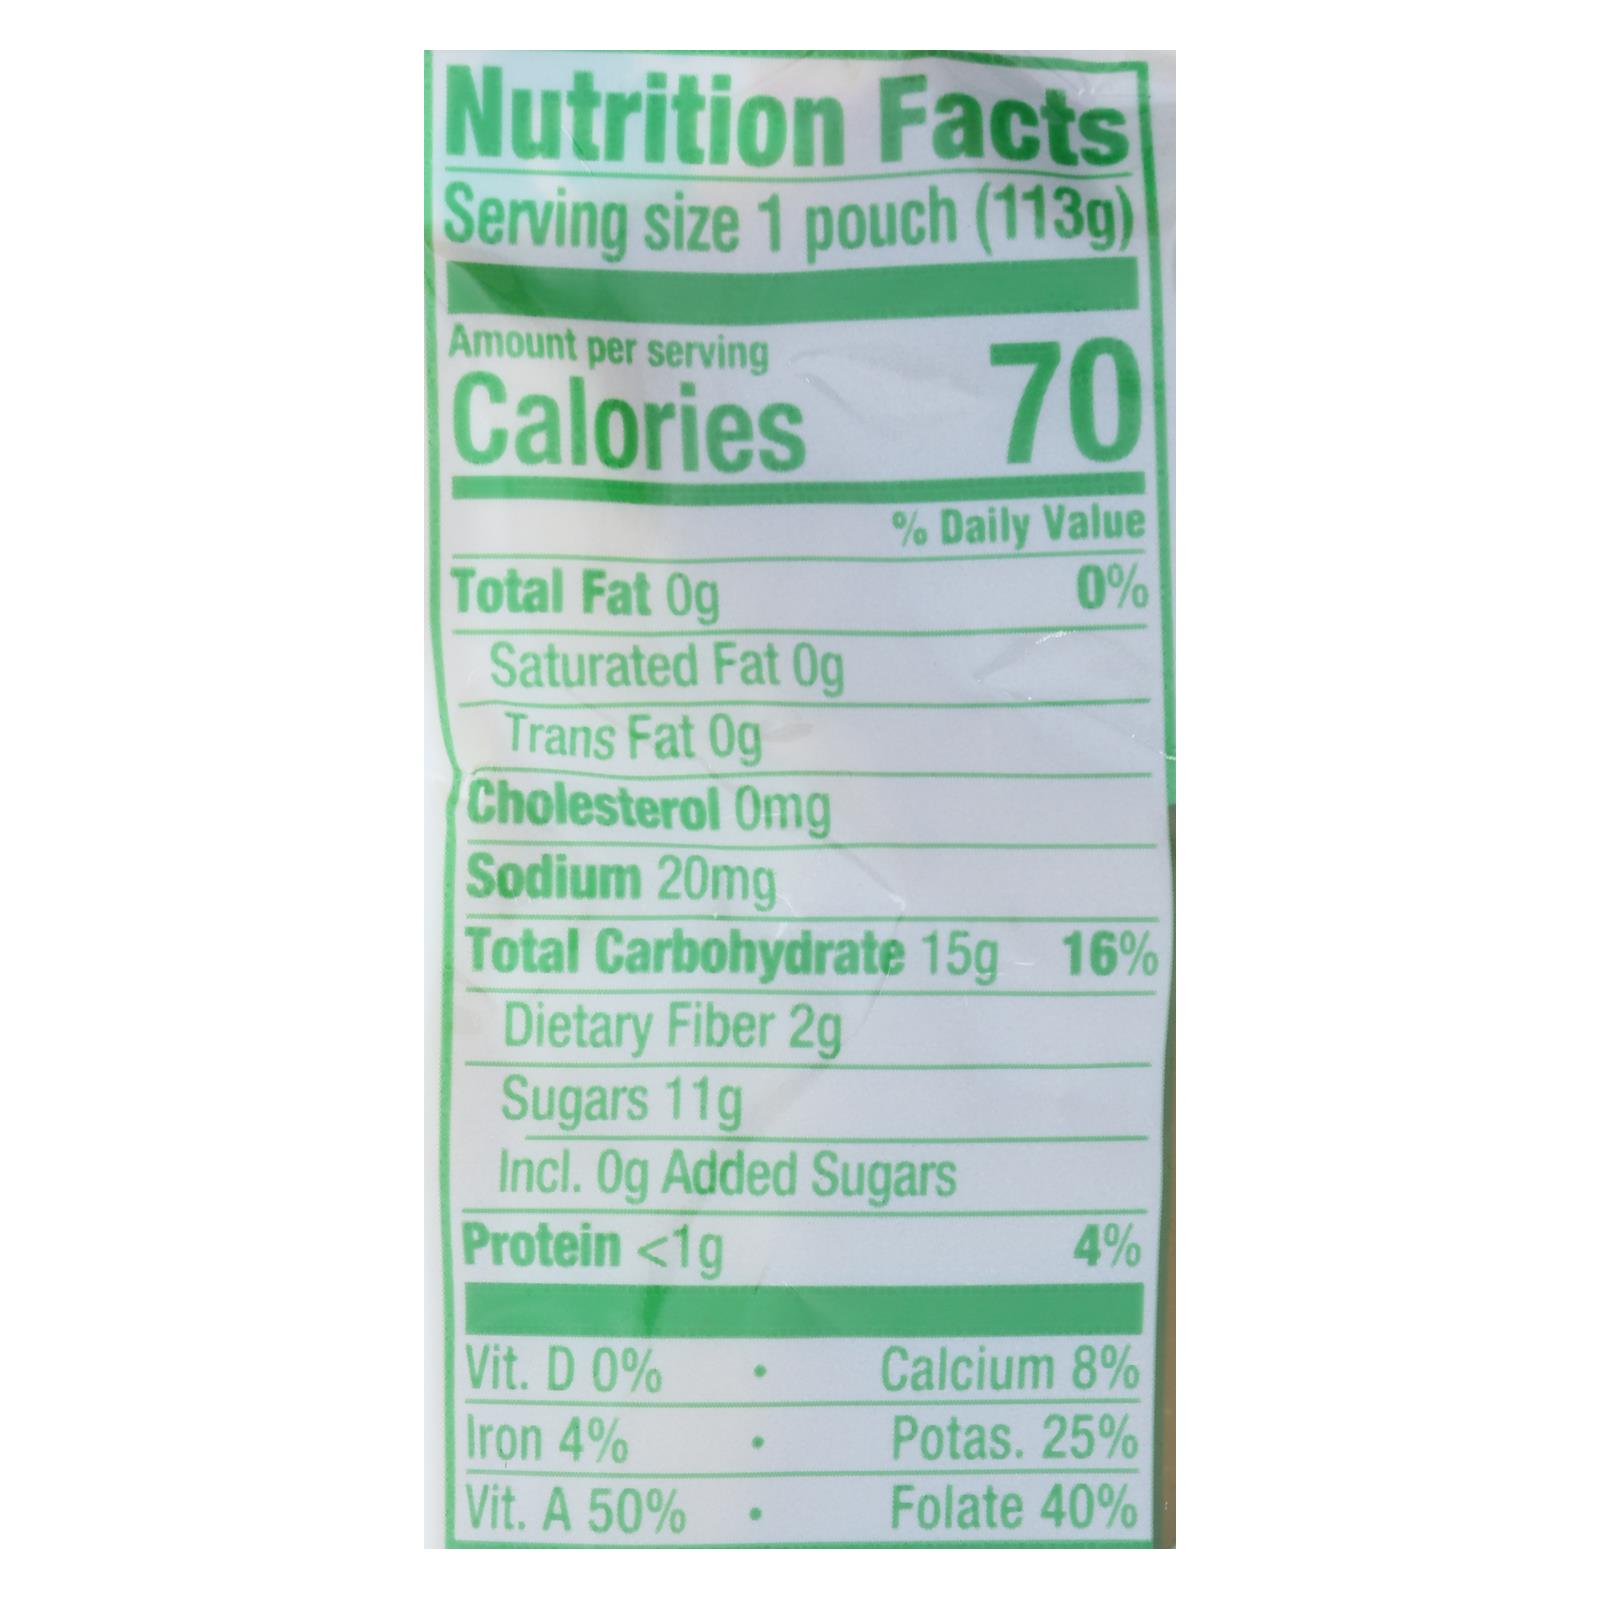 Nutrition Facts
Serving size 1 pouch (113g)
Amount per serving
Calories 70
% Daily Value
Total Fat 0g 0%
Saturated Fat 0g
Trans Fat 0g
Cholesterol 0mg
Sodium 20mg
Total Carbohydrate 15g 16%
Dietary Fiber 2g
Sugars 11g
Incl. 0g Added Sugars
Protein <1g 4%
Vit. D 0% • Calcium 8%
Iron 4% • Potas. 25%
Vit. A 50% • Folate 40%